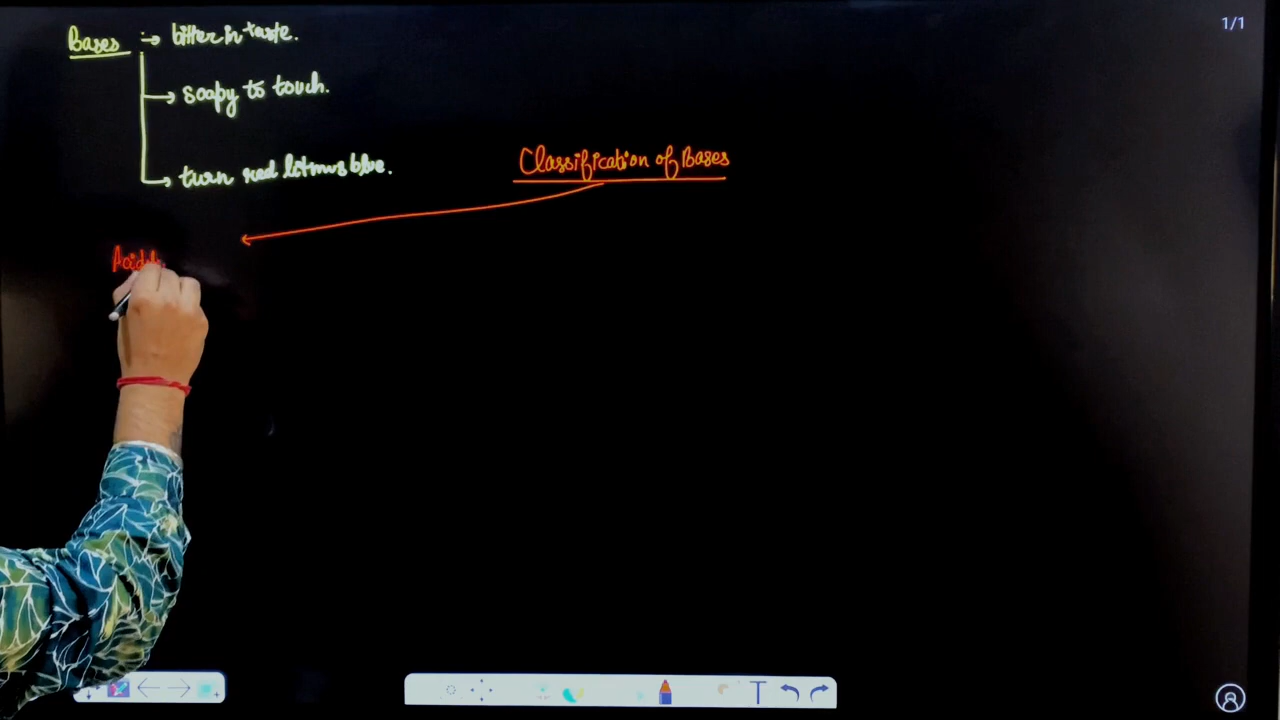 1/1
Bases → bitter in taste.
→ soapy to touch.
→ turn red litmus blue.
Classification of Bases
T